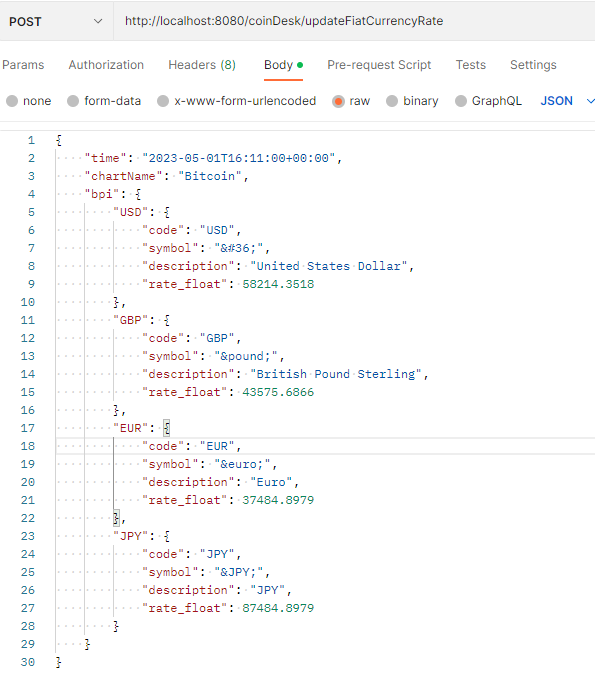 POST http://localhost:8080/coinDesk/updateFiatCurrencyRate
Params Authorization Headers (8) Body Pre-request Script Tests Settings
none form-data x-www-form-urlencoded raw binary GraphQL JSON
1 {
2 "time": "2023-05-01T16:11:00+00:00",
3 "chartName": "Bitcoin",
4 "bpi": {
5 "USD": {
6 "code": "USD",
7 "symbol": "&#36;",
8 "description": "United States Dollar",
9 "rate_float": 58214.3518
10 },
11 "GBP": {
12 "code": "GBP",
13 "symbol": "&pound;",
14 "description": "British Pound Sterling",
15 "rate_float": 43575.6866
16 },
17 "EUR": {
18 "code": "EUR",
19 "symbol": "&euro;",
20 "description": "Euro",
21 "rate_float": 37484.8979
22 },
23 "JPY": {
24 "code": "JPY",
25 "symbol": "&JPY;",
26 "description": "JPY",
27 "rate_float": 87484.8979
28 }
29 }
30 }